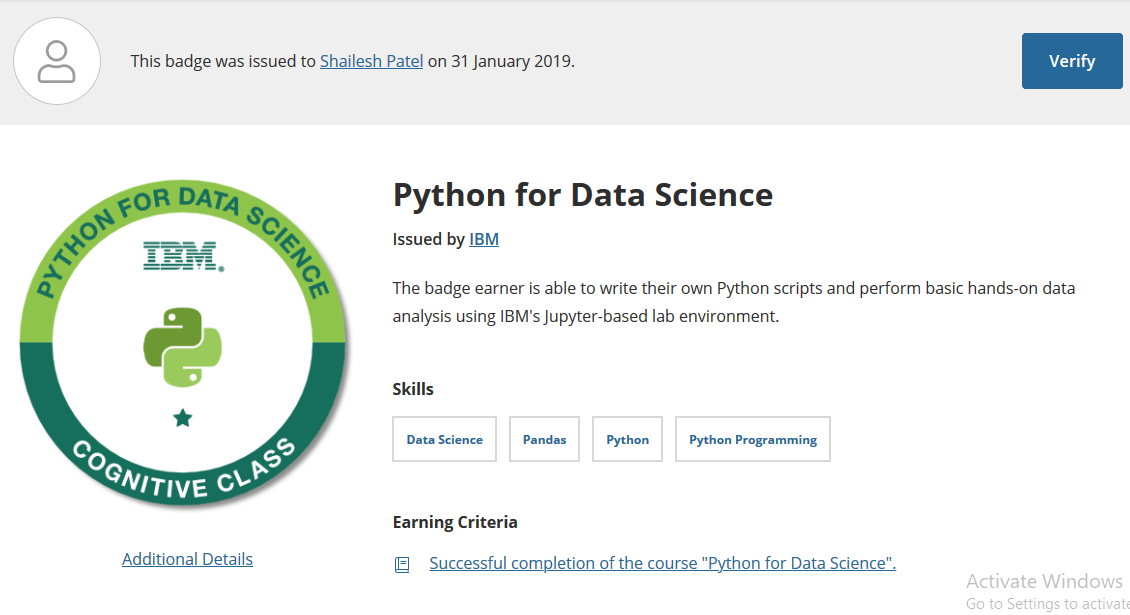 This badge was issued to Shailesh Patel on 31 January 2019.
Verify
PYTHON FOR DATA SCIENCE
IBM®
COGNITIVE CLASS
Additional Details
Python for Data Science
Issued by IBM
The badge earner is able to write their own Python scripts and perform basic hands-on data
analysis using IBM's Jupyter-based lab environment.
Skills
Data Science
Pandas
Python
Python Programming
Earning Criteria
Successful completion of the course "Python for Data Science".
Activate Windows
Go to Settings to activate